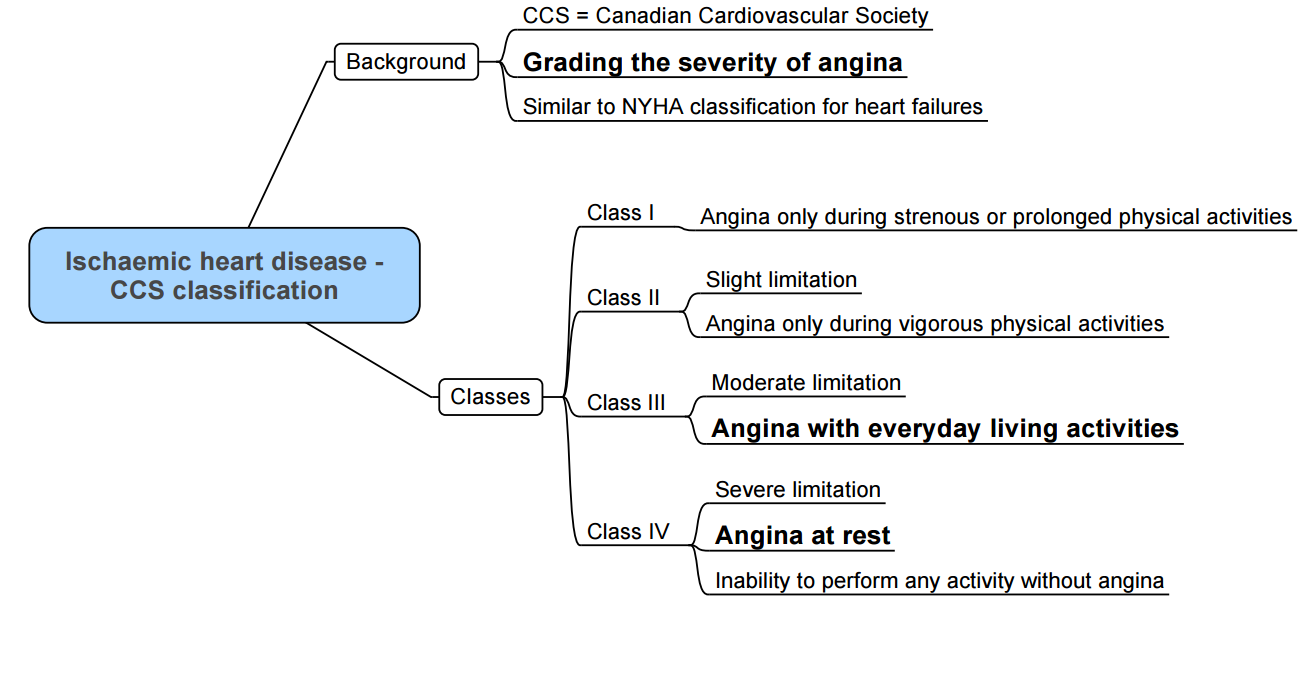 CCS = Canadian Cardiovascular Society
Background
Grading the severity of angina
Similar to NYHA classification for heart failures
Ischaemic heart disease -
CCS classification
Classes
Class I
Angina only during strenous or prolonged physical activities
Class II
Slight limitation
Angina only during vigorous physical activities
Class III
Moderate limitation
Angina with everyday living activities
Class IV
Severe limitation
Angina at rest
Inability to perform any activity without angina